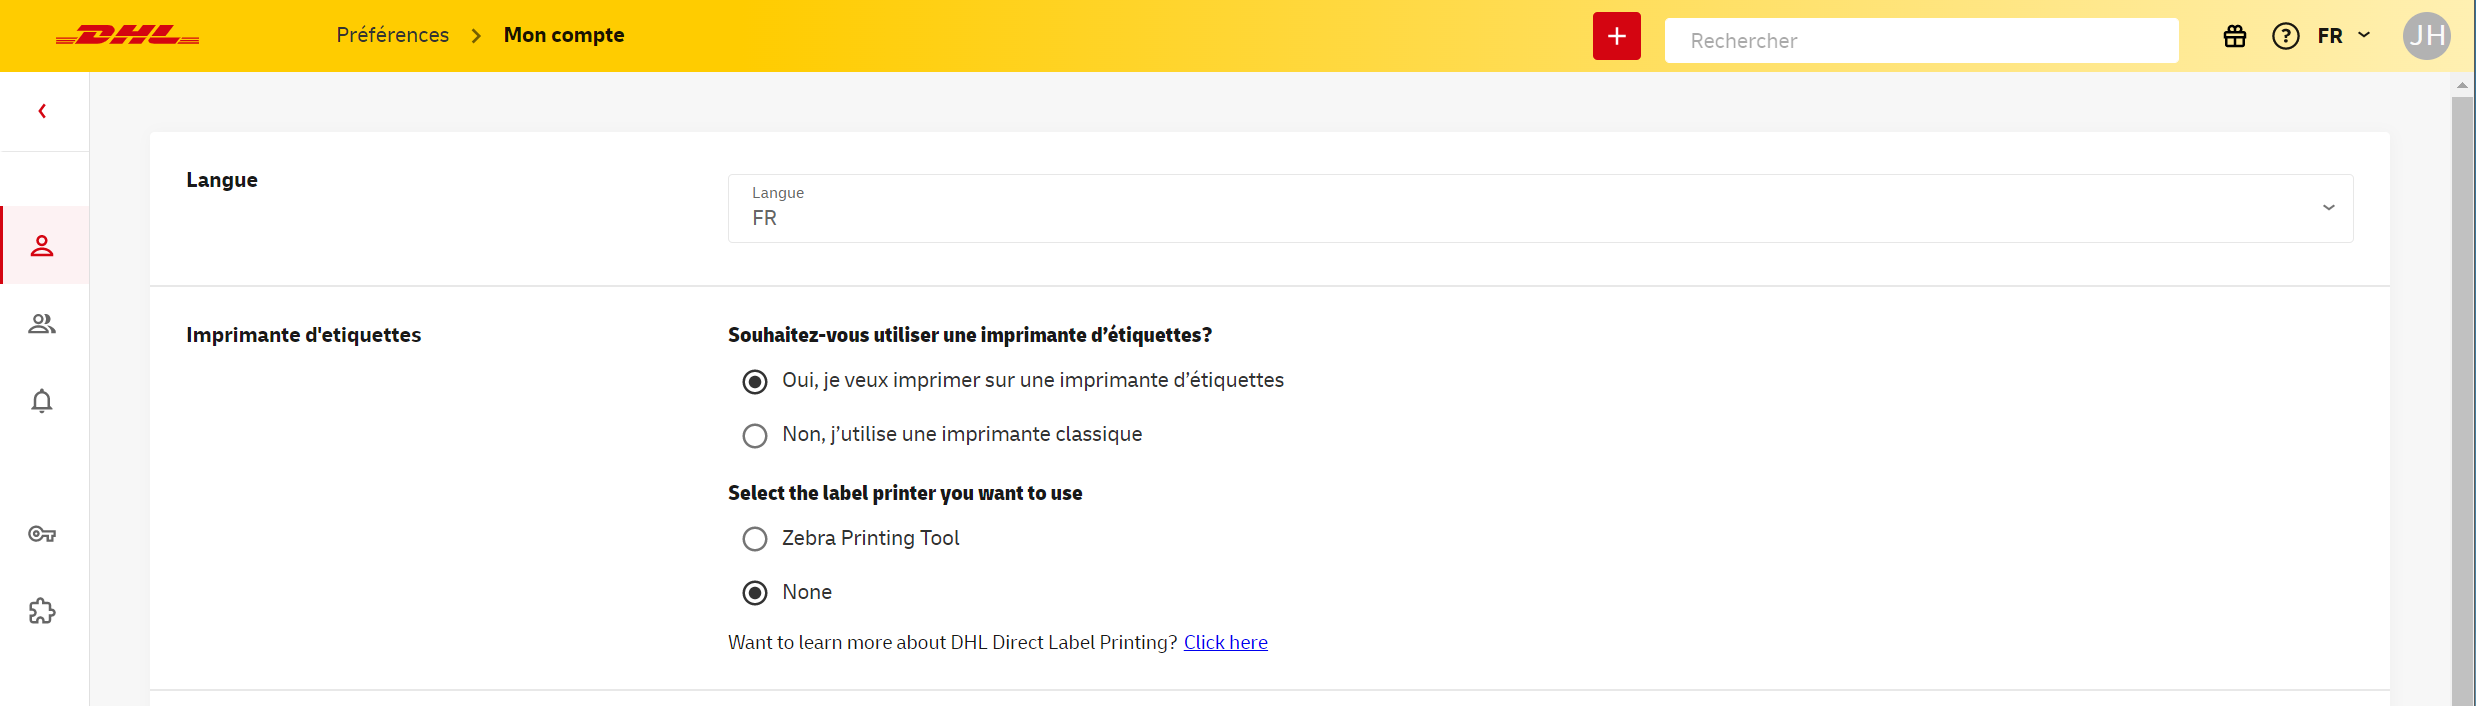 DHL
Préférences > Mon compte
+
Rechercher
FR
JH
Langue
Langue
FR
Imprimante d'etiquettes
Souhaitez-vous utiliser une imprimante d’étiquettes?
Oui, je veux imprimer sur une imprimante d’étiquettes
Non, j’utilise une imprimante classique
Select the label printer you want to use
Zebra Printing Tool
None
Want to learn more about DHL Direct Label Printing? Click here